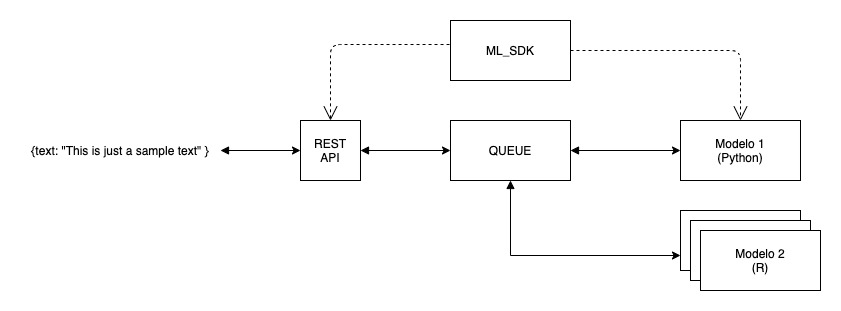 ML_SDK
{text: "This is just a sample text" }
REST
API
QUEUE
Modelo 1
(Python)
Modelo 2
(R)